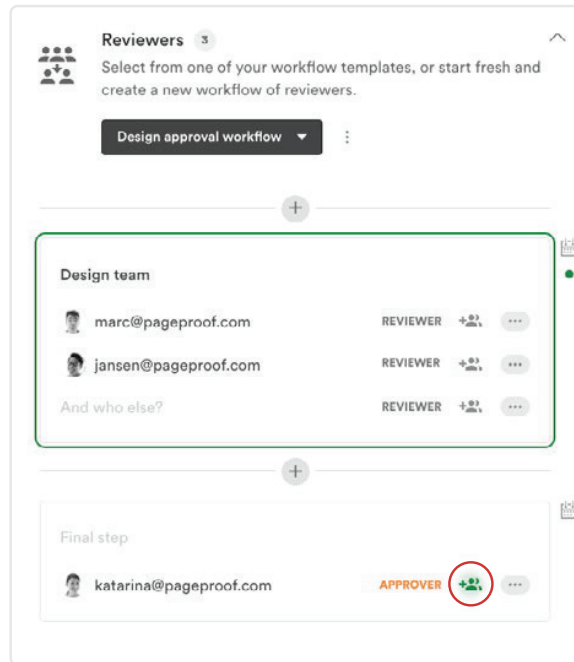 Reviewers 3
Select from one of your workflow templates, or start fresh and
create a new workflow of reviewers.
Design approval workflow
Design team
marc@pageproof.com REVIEWER
jansen@pageproof.com REVIEWER
And who else? REVIEWER
Final step
katarina@pageproof.com APPROVER